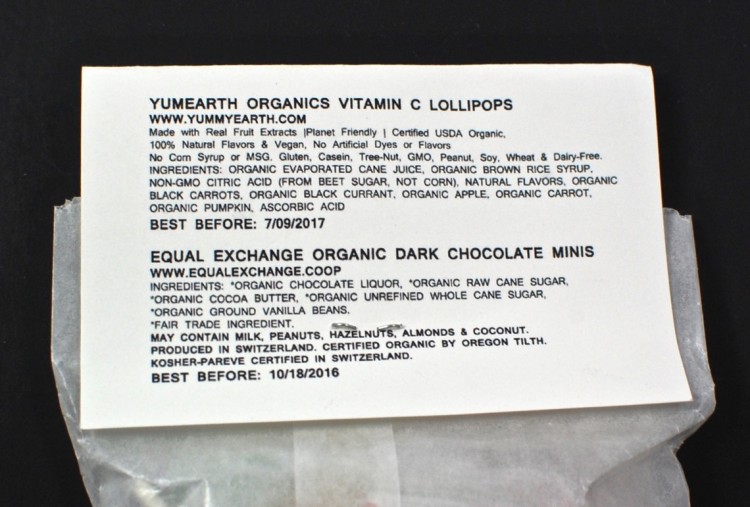 YUMEARTH ORGANICS VITAMIN C LOLLIPOPS
WWW.YUMMYEARTH.COM
Made with Real Fruit Extracts |Planet Friendly | Certified USDA Organic,
100% Natural Flavors & Vegan, No Artificial Dyes or Flavors
No Corn Syrup or MSG. Gluten, Casein, Tree-Nut, GMO, Peanut, Soy, Wheat & Dairy-Free.
INGREDIENTS: ORGANIC EVAPORATED CANE JUICE, ORGANIC BROWN RICE SYRUP,
NON-GMO CITRIC ACID (FROM BEET SUGAR, NOT CORN), NATURAL FLAVORS, ORGANIC
BLACK CARROTS, ORGANIC BLACK CURRANT, ORGANIC APPLE, ORGANIC CARROT,
ORGANIC PUMPKIN, ASCORBIC ACID
BEST BEFORE: 7/09/2017
EQUAL EXCHANGE ORGANIC DARK CHOCOLATE MINIS
WWW.EQUALEXCHANGE.COOP
INGREDIENTS: *ORGANIC CHOCOLATE LIQUOR, *ORGANIC RAW CANE SUGAR,
*ORGANIC COCOA BUTTER, *ORGANIC UNREFINED WHOLE CANE SUGAR,
*ORGANIC GROUND VANILLA BEANS.
*FAIR TRADE INGREDIENT.
MAY CONTAIN MILK, PEANUTS, HAZELNUTS, ALMONDS & COCONUT.
PRODUCED IN SWITZERLAND. CERTIFIED ORGANIC BY OREGON TILTH.
KOSHER-PAREVE CERTIFIED IN SWITZERLAND.
BEST BEFORE: 10/18/2016